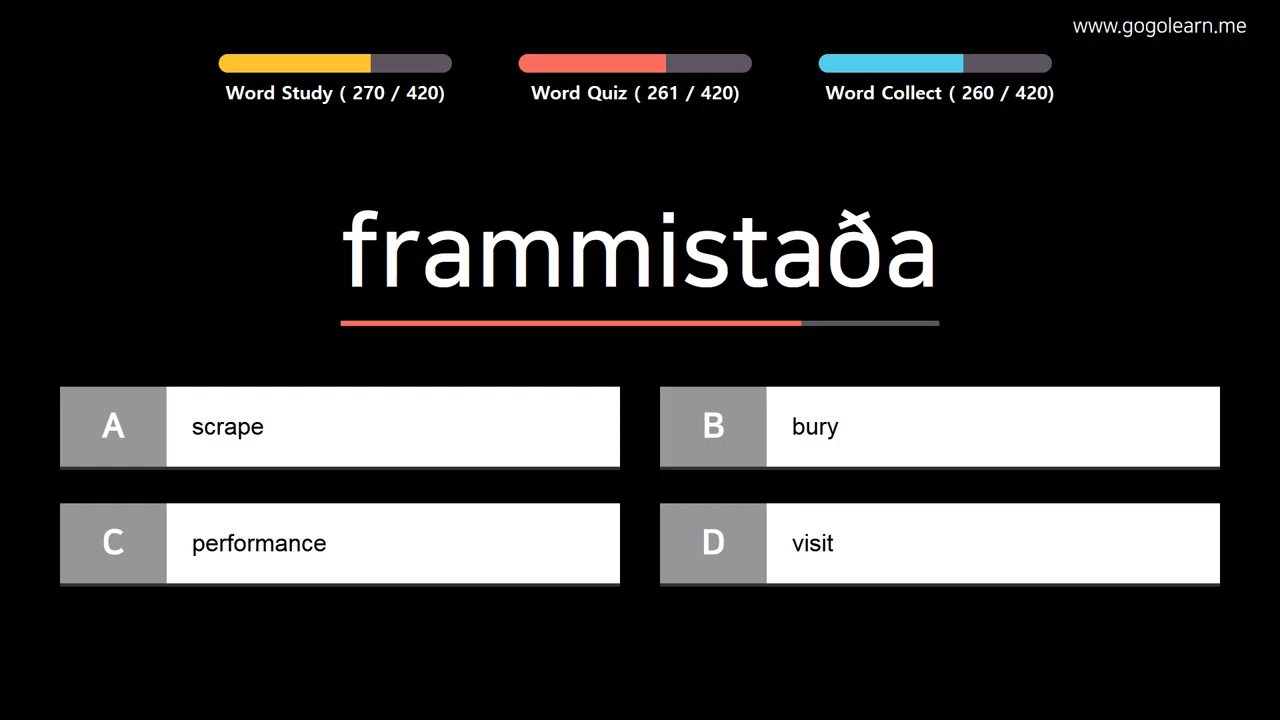 www.gogolearn.me
Word Study ( 270 / 420)
Word Quiz ( 261 / 420)
Word Collect ( 260 / 420)
frammistaða
A scrape
B bury
C performance
D visit